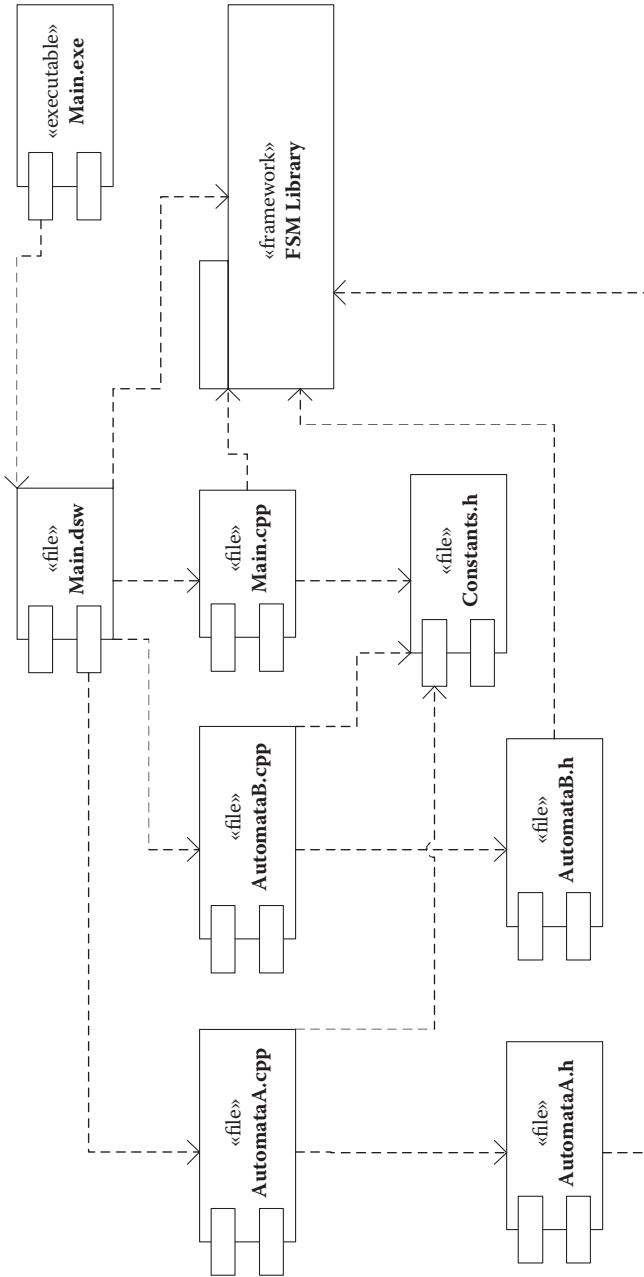 «executable»
Main.exe
«file»
Main.dsw
«framework»
FSM Library
«file»
Main.cpp
«file»
AutomataB.cpp
«file»
AutomataA.cpp
«file»
Constants.h
«file»
AutomataB.h
«file»
AutomataA.h